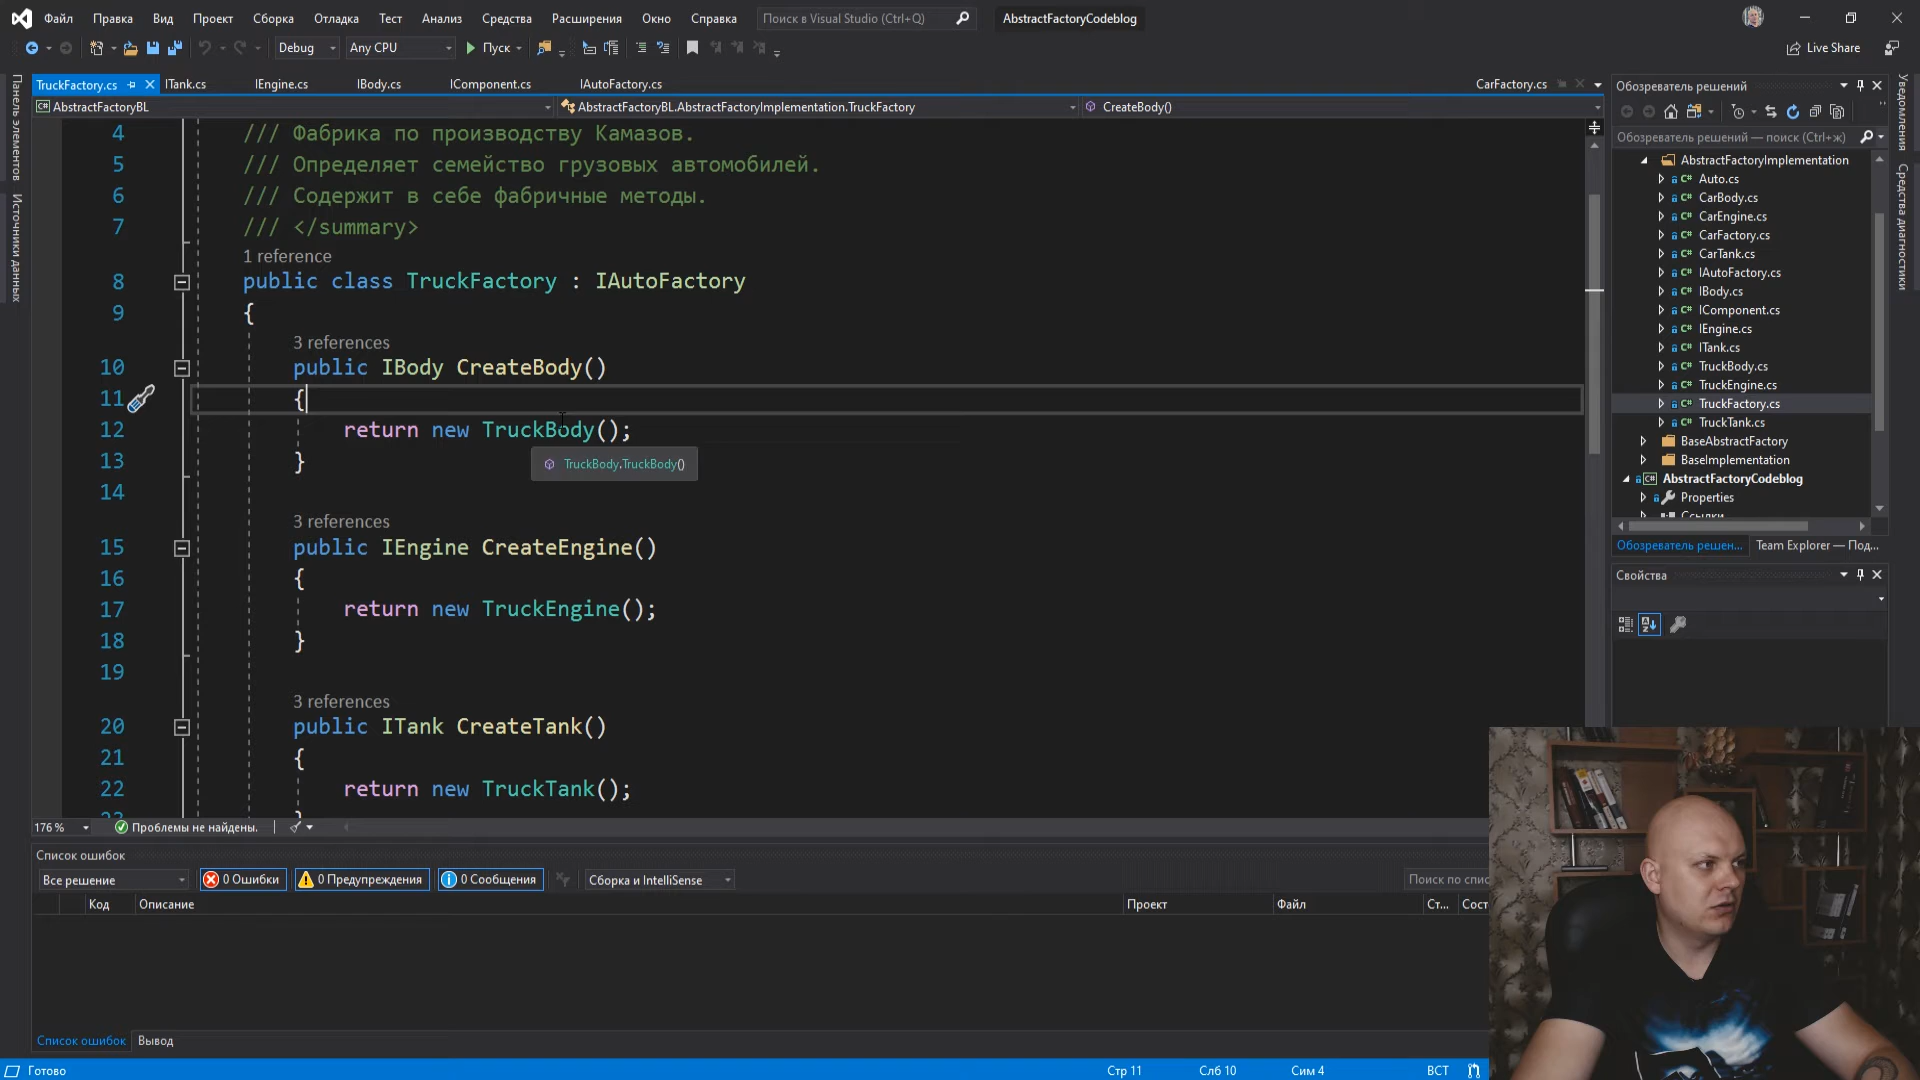 Файл Правка Вид Проект Сборка Отладка Тест Анализ Средства Расширения Окно Справка Поиск в Visual Studio (Ctrl+Q) AbstractFactoryCodeblog
Debug Any CPU Пуск Live Share
TruckFactory.cs ITank.cs IEngine.cs IBody.cs IComponent.cs IAutoFactory.cs CarFactory.cs
AbstractFactoryBL AbstractFactoryBL.AbstractFactoryImplementation.TruckFactory CreateBody()
Панель элементов
Источники данных
4 /// Фабрика по производству Камазов.
5 /// Определяет семейство грузовых автомобилей.
6 /// Содержит в себе фабричные методы.
7 /// </summary>
1 reference
8 public class TruckFactory : IAutoFactory
9 {
3 references
10 public IBody CreateBody()
11 {
12 return new TruckBody();
13 }
TruckBody.TruckBody()
14
3 references
15 public IEngine CreateEngine()
16 {
17 return new TruckEngine();
18 }
19
3 references
20 public ITank CreateTank()
21 {
22 return new TruckTank();
23 }
176 % Проблемы не найдены.
Список ошибок
Все решение 0 Ошибки 0 Предупреждения 0 Сообщения Сборка и IntelliSense Поиск по спис
Код Описание Проект Файл Ст... Сост
Список ошибок Вывод
Готово Стр 11 Слб 10 Сим 4 ВСТ
Обозреватель решений
Обозреватель решений — поиск (Ctrl+ж)
AbstractFactoryImplementation
C# Auto.cs
C# CarBody.cs
C# CarEngine.cs
C# CarFactory.cs
C# CarTank.cs
C# IAutoFactory.cs
C# IBody.cs
C# IComponent.cs
C# IEngine.cs
C# ITank.cs
C# TruckBody.cs
C# TruckEngine.cs
C# TruckFactory.cs
C# TruckTank.cs
BaseAbstractFactory
BaseImplementation
C# AbstractFactoryCodeblog
Properties
Ссылки
Обозреватель решен... Team Explorer — Под...
Свойства
Уведомления
Средства диагностики